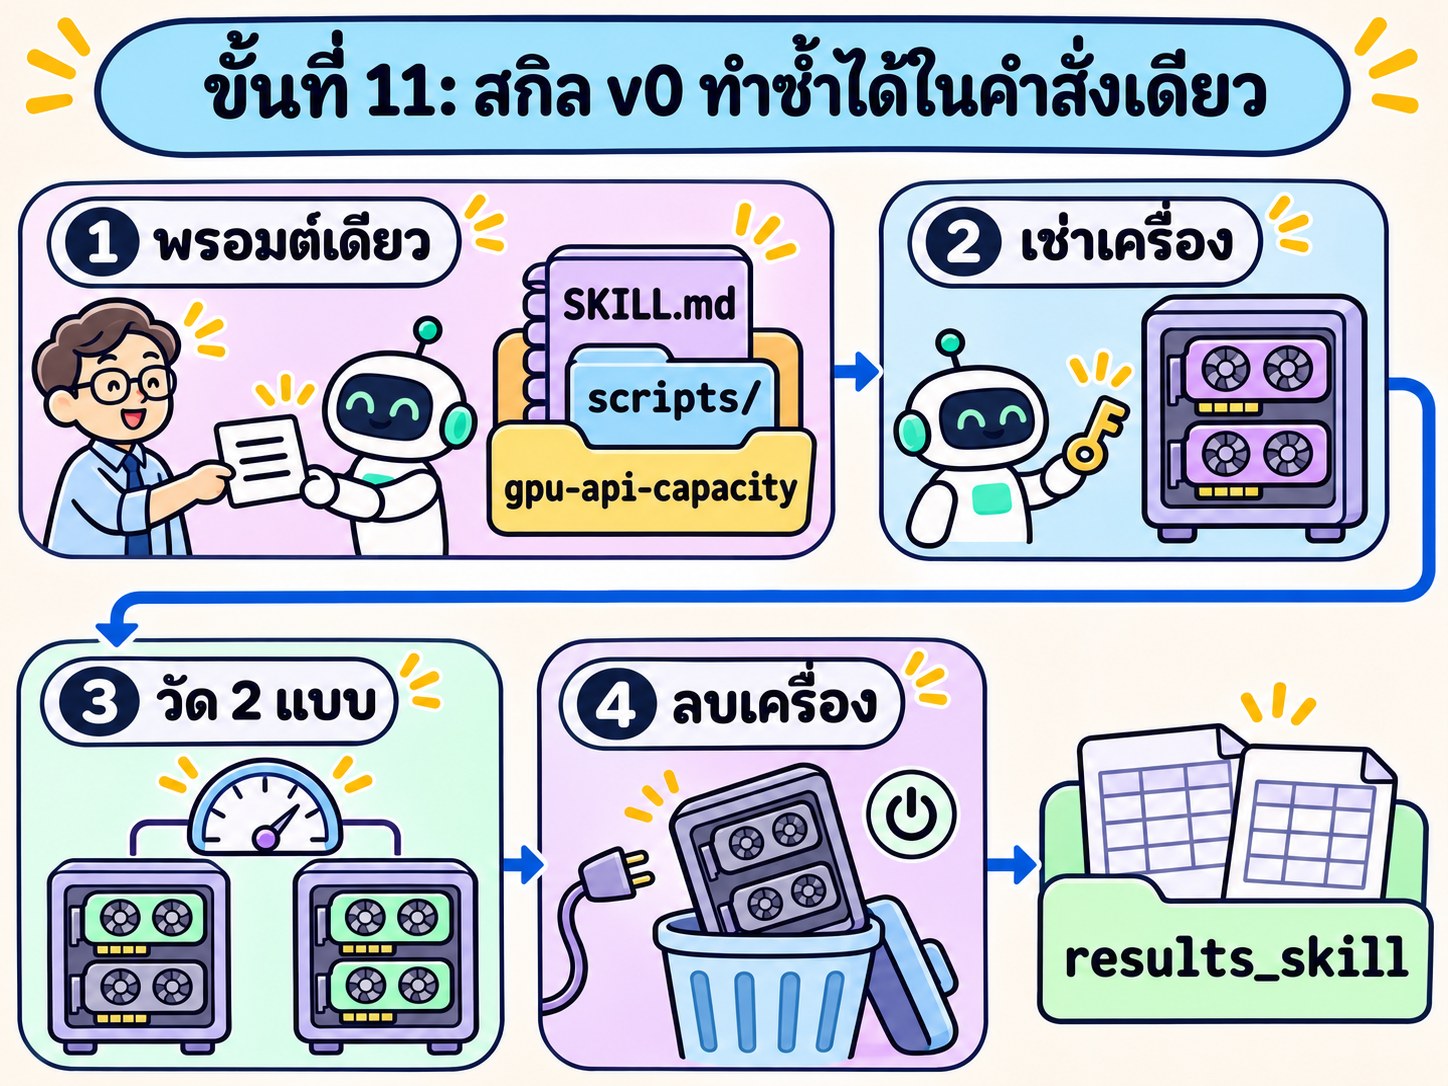 ขั้นที่ 11: สกิล v0 ทำซ้ำได้ในคำสั่งเดียว
1 พรอมต์เดียว
SKILL.md
scripts/
gpu-api-capacity
2 เช่าเครื่อง
3 วัด 2 แบบ
4 ลบเครื่อง
results_skill